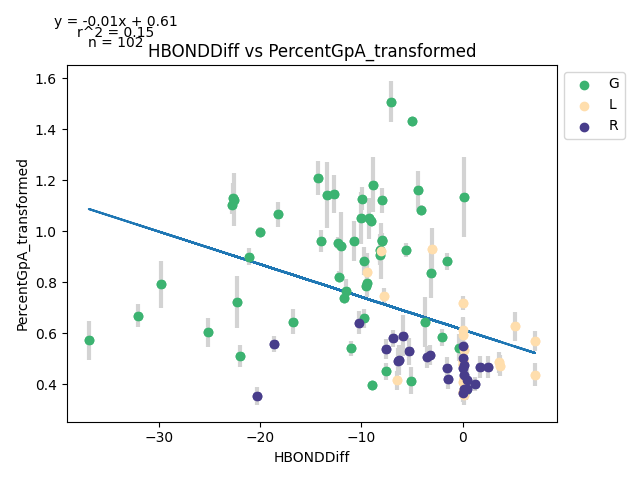 y = -0.01x + 0.61
r^2 = 0.15
n = 102
HBONDDiff vs PercentGpA_transformed
G
L
R
1.6
1.4
1.2
1.0
0.8
0.6
0.4
PercentGpA_transformed
−30
−20
−10
0
HBONDDiff